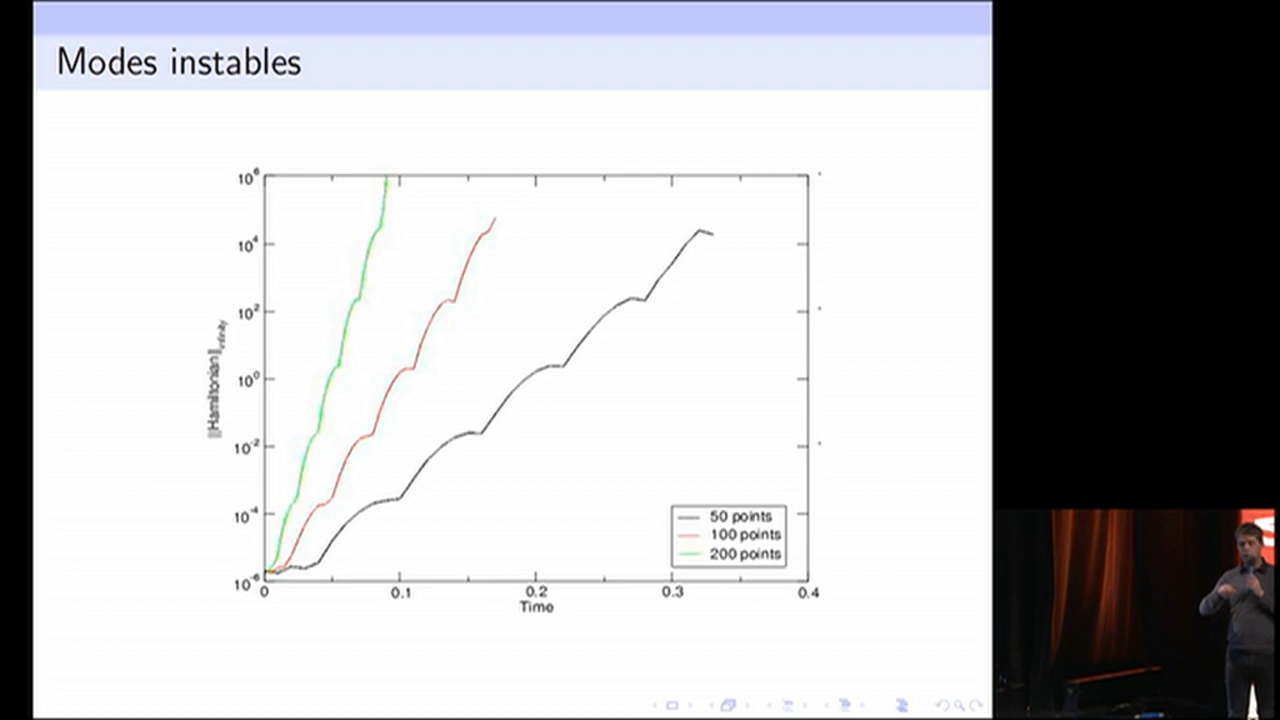 Modes instables
10^6
10^4
10^2
10^0
10^-2
10^-4
10^-6
||Hamiltonian||_infinity
50 points
100 points
200 points
0 0.1 0.2 0.3 0.4
Time